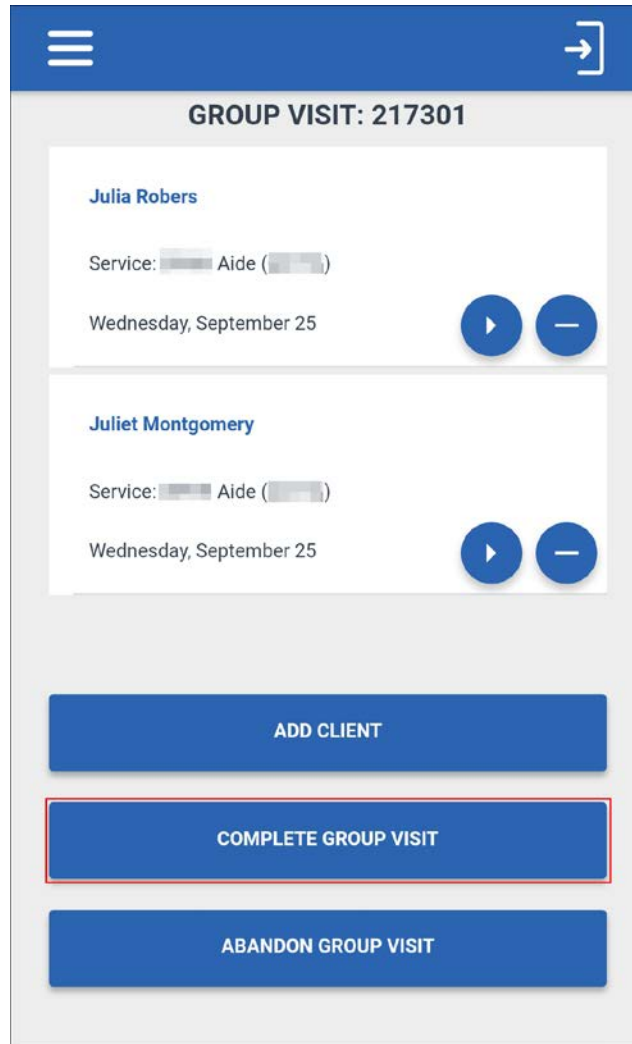 GROUP VISIT: 217301
Julia Robers
Service: Aide ( )
Wednesday, September 25
Juliet Montgomery
Service: Aide ( )
Wednesday, September 25
ADD CLIENT
COMPLETE GROUP VISIT
ABANDON GROUP VISIT